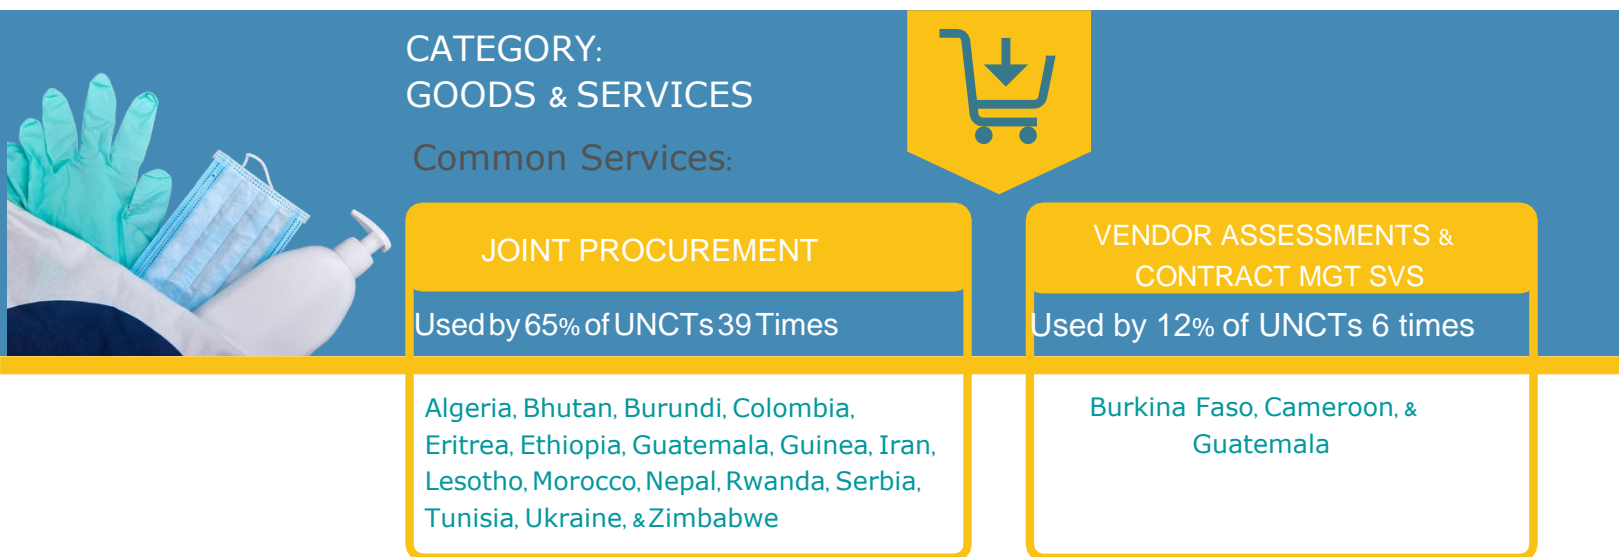 CATEGORY:
GOODS & SERVICES
Common Services:
JOINT PROCUREMENT
Used by 65% of UNCTs 39 Times
Algeria, Bhutan, Burundi, Colombia,
Eritrea, Ethiopia, Guatemala, Guinea, Iran,
Lesotho, Morocco, Nepal, Rwanda, Serbia,
Tunisia, Ukraine, & Zimbabwe
VENDOR ASSESSMENTS &
CONTRACT MGT SVS
Used by 12% of UNCTs 6 times
Burkina Faso, Cameroon, &
Guatemala